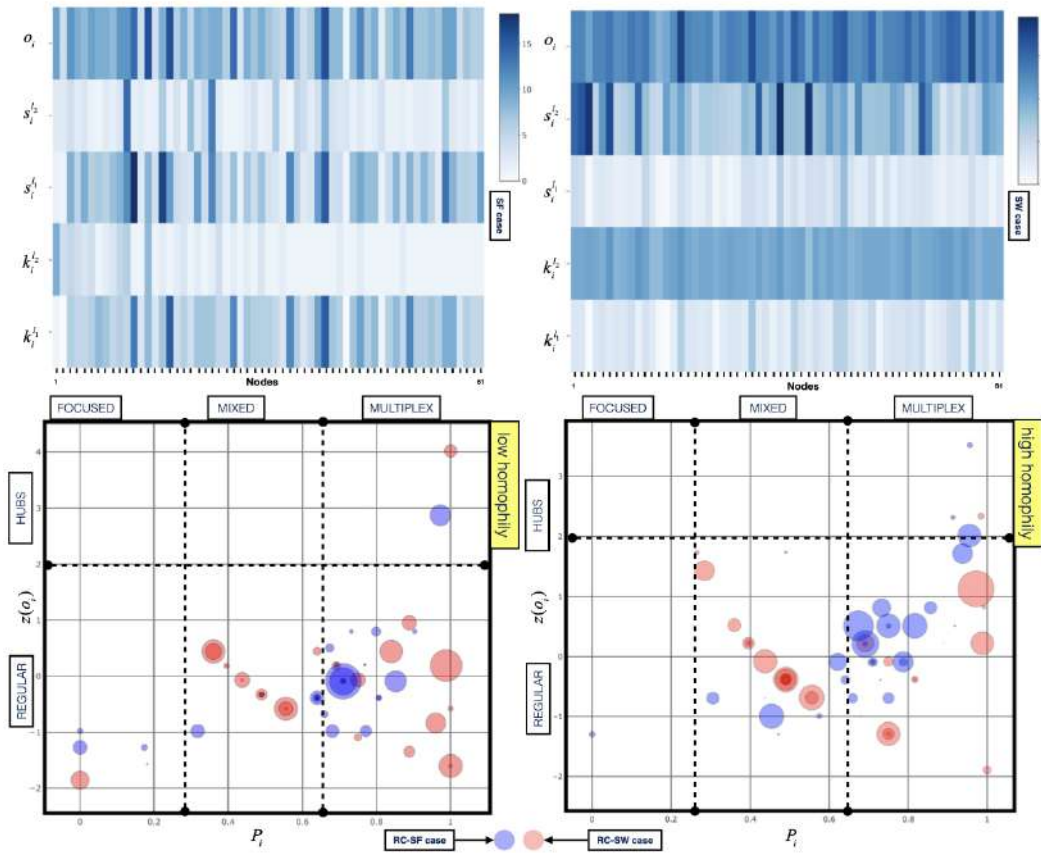 o_i
s_i^{l_2}
s_i^{l_1}
k_i^{l_2}
k_i^{l_1}
15
10
5
0
SF case
1
Nodes
51
o_i
s_i^{l_2}
s_i^{l_1}
k_i^{l_2}
k_i^{l_1}
SW case
1
Nodes
51
FOCUSED
MIXED
MULTIPLEX
low homophily
HUBS
REGULAR
z(o_i)
4
3
2
1
0
−1
−2
0
0.2
0.4
0.6
0.8
1
P_i
FOCUSED
MIXED
MULTIPLEX
high homophily
HUBS
REGULAR
z(o_i)
3
2
1
0
−1
−2
0
0.2
0.4
0.6
0.8
1
P_i
RC-SF case
RC-SW case